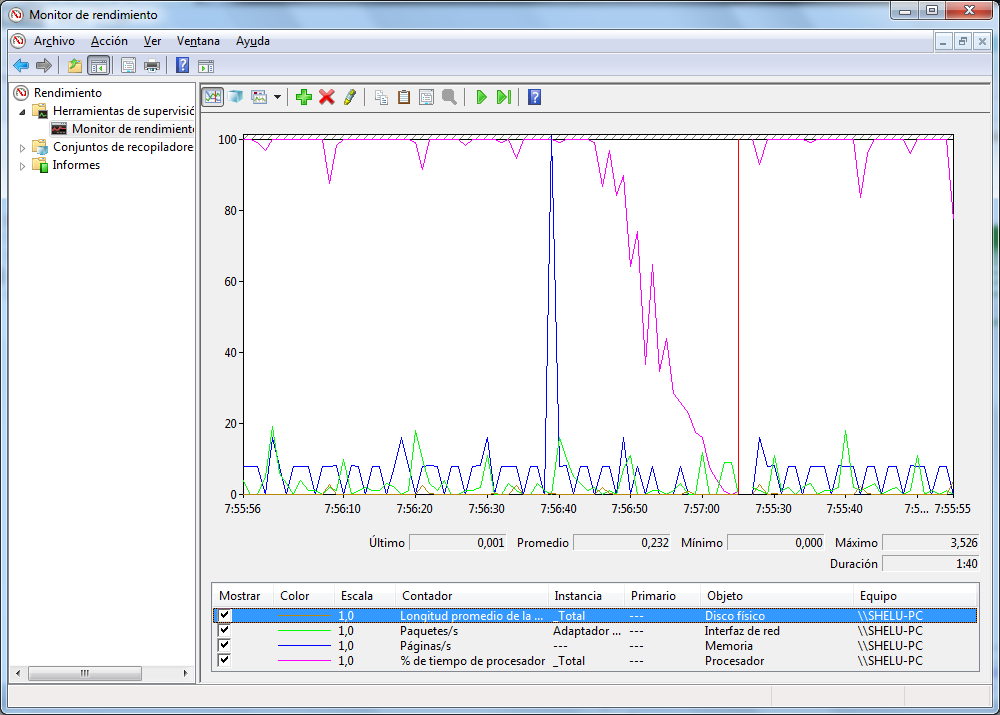 Monitor de rendimiento
Archivo Acción Ver Ventana Ayuda
Rendimiento
Herramientas de supervisió
Monitor de rendimiento
Conjuntos de recopiladore
Informes
100
80
60
40
20
0
7:55:56 7:56:10 7:56:20 7:56:30 7:56:40 7:56:50 7:57:00 7:55:30 7:55:40 7:5... 7:55:55
Último 0,001 Promedio 0,232 Mínimo 0,000 Máximo 3,526
Duración 1:40
Mostrar Color Escala Contador Instancia Primario Objeto Equipo
1,0 Longitud promedio de la ... _Total --- Disco físico \\SHELU-PC
1,0 Paquetes/s Adaptador ... --- Interfaz de red \\SHELU-PC
1,0 Páginas/s --- --- Memoria \\SHELU-PC
1,0 % de tiempo de procesador _Total --- Procesador \\SHELU-PC